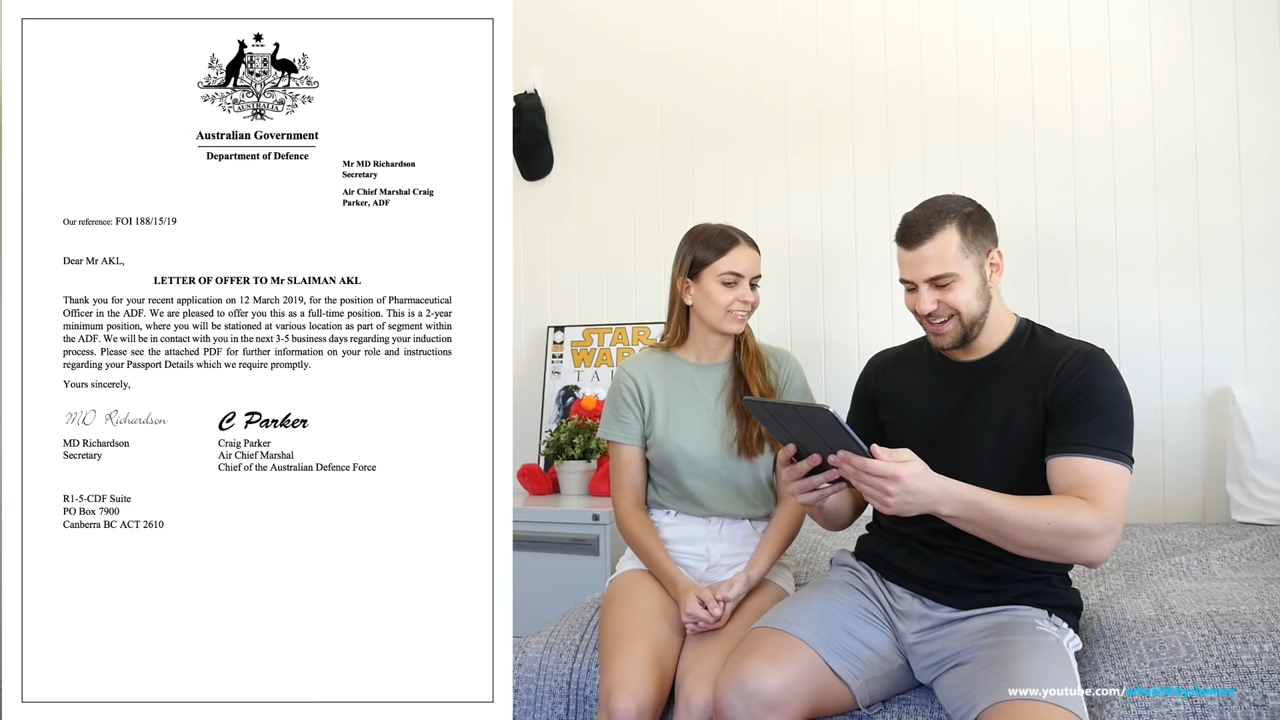 AUSTRALIA
Australian Government
Department of Defence
Mr MD Richardson
Secretary
Air Chief Marshal Craig
Parker, ADF
Our reference: FOI 188/15/19
Dear Mr AKL,
LETTER OF OFFER TO Mr SLAIMAN AKL
Thank you for your recent application on 12 March 2019, for the position of Pharmaceutical
Officer in the ADF. We are pleased to offer you this as a full-time position. This is a 2-year
minimum position, where you will be stationed at various location as part of segment within
the ADF. We will be in contact with you in the next 3-5 business days regarding your induction
process. Please see the attached PDF for further information on your role and instructions
regarding your Passport Details which we require promptly.
Yours sincerely,
MD Richardson
C Parker
MD Richardson
Secretary
Craig Parker
Air Chief Marshal
Chief of the Australian Defence Force
R1-5-CDF Suite
PO Box 7900
Canberra BC ACT 2610
STAR
WARS
www.youtube.com/